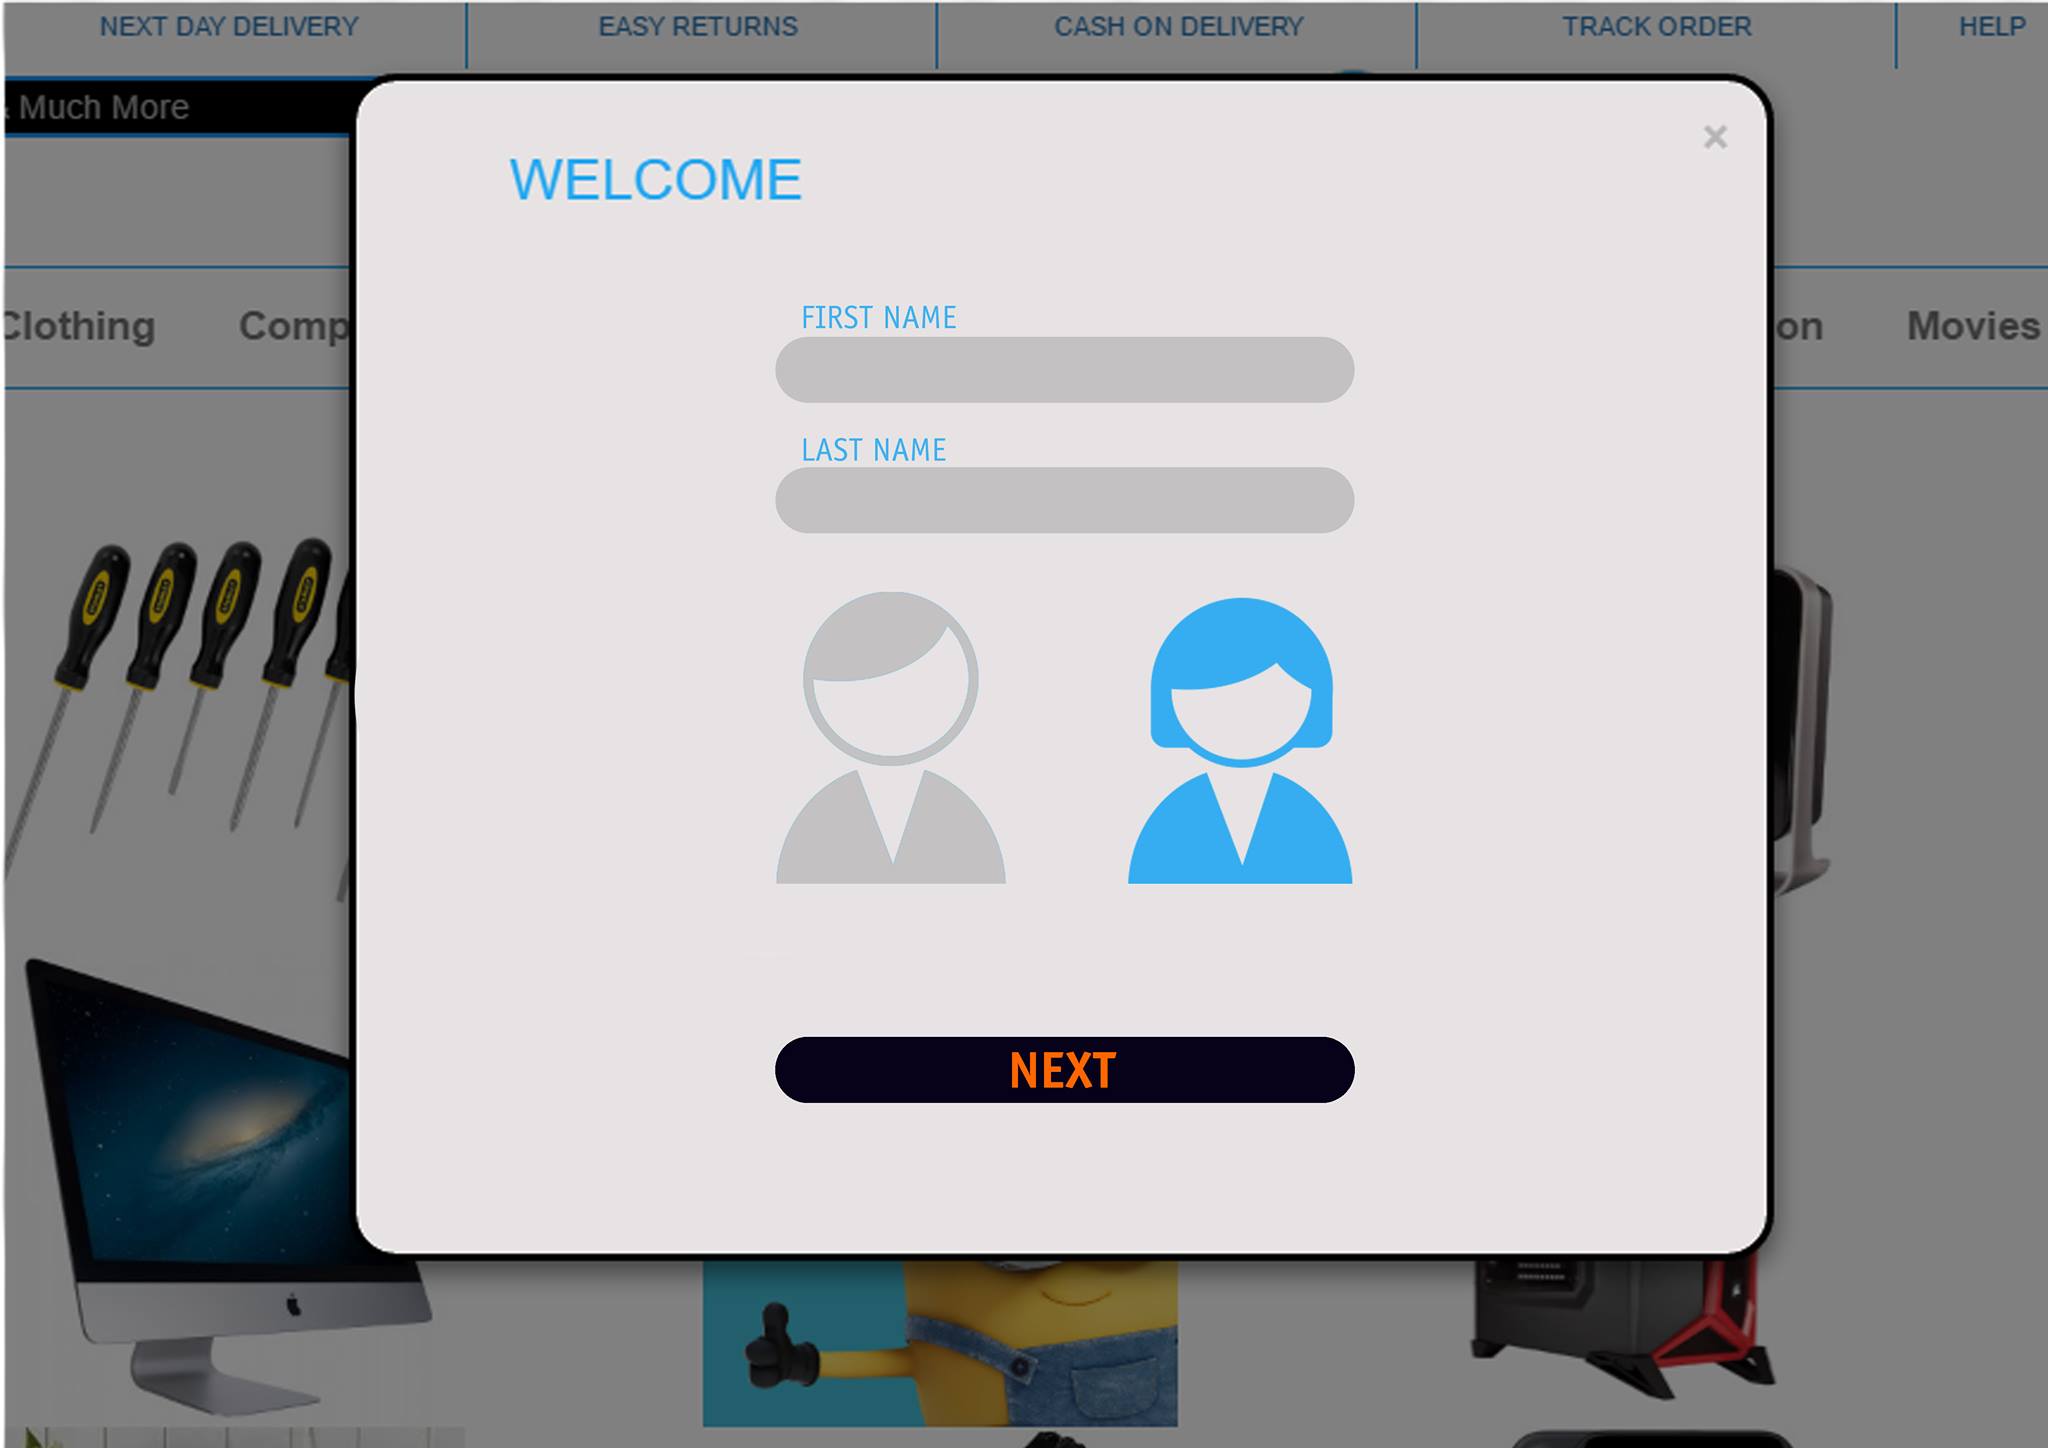 NEXT DAY DELIVERY
EASY RETURNS
CASH ON DELIVERY
TRACK ORDER
HELP
& Much More
WELCOME
FIRST NAME
LAST NAME
NEXT
Clothing
Comp
on
Movies